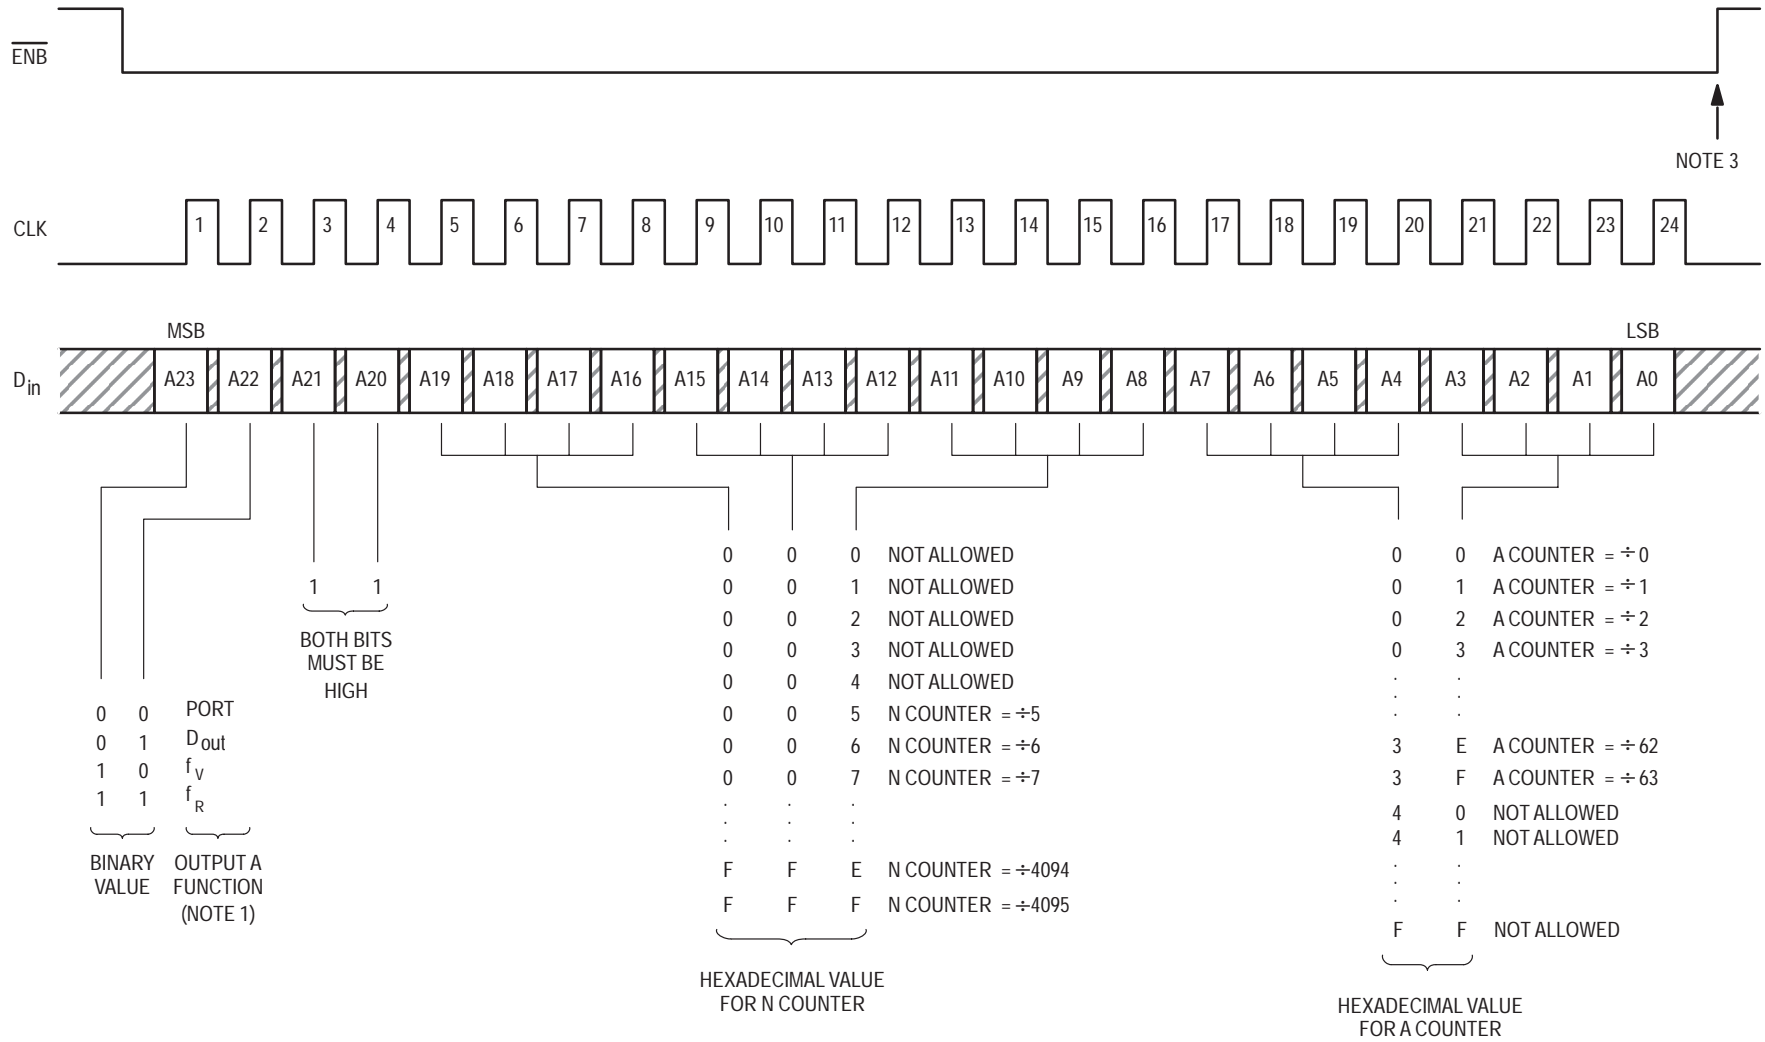 ENB
NOTE 3
CLK
1 2 3 4 5 6 7 8 9 10 11 12 13 14 15 16 17 18 19 20 21 22 23 24
MSB
LSB
Din
A23 A22 A21 A20 A19 A18 A17 A16 A15 A14 A13 A12 A11 A10 A9 A8 A7 A6 A5 A4 A3 A2 A1 A0
1 1
BOTH BITS
MUST BE
HIGH
0 0 PORT
0 1 Dout
1 0 fV
1 1 fR
BINARY
VALUE
OUTPUT A
FUNCTION
(NOTE 1)
0 0 0 NOT ALLOWED
0 0 1 NOT ALLOWED
0 0 2 NOT ALLOWED
0 0 3 NOT ALLOWED
0 0 4 NOT ALLOWED
0 0 5 N COUNTER = ÷5
0 0 6 N COUNTER = ÷6
0 0 7 N COUNTER = ÷7
. . .
. . .
. . .
F F E N COUNTER = ÷4094
F F F N COUNTER = ÷4095
HEXADECIMAL VALUE
FOR N COUNTER
0 0 A COUNTER = ÷0
0 1 A COUNTER = ÷1
0 2 A COUNTER = ÷2
0 3 A COUNTER = ÷3
. .
. .
. .
3 E A COUNTER = ÷62
3 F A COUNTER = ÷63
4 0 NOT ALLOWED
4 1 NOT ALLOWED
. .
. .
. .
F F NOT ALLOWED
HEXADECIMAL VALUE
FOR A COUNTER